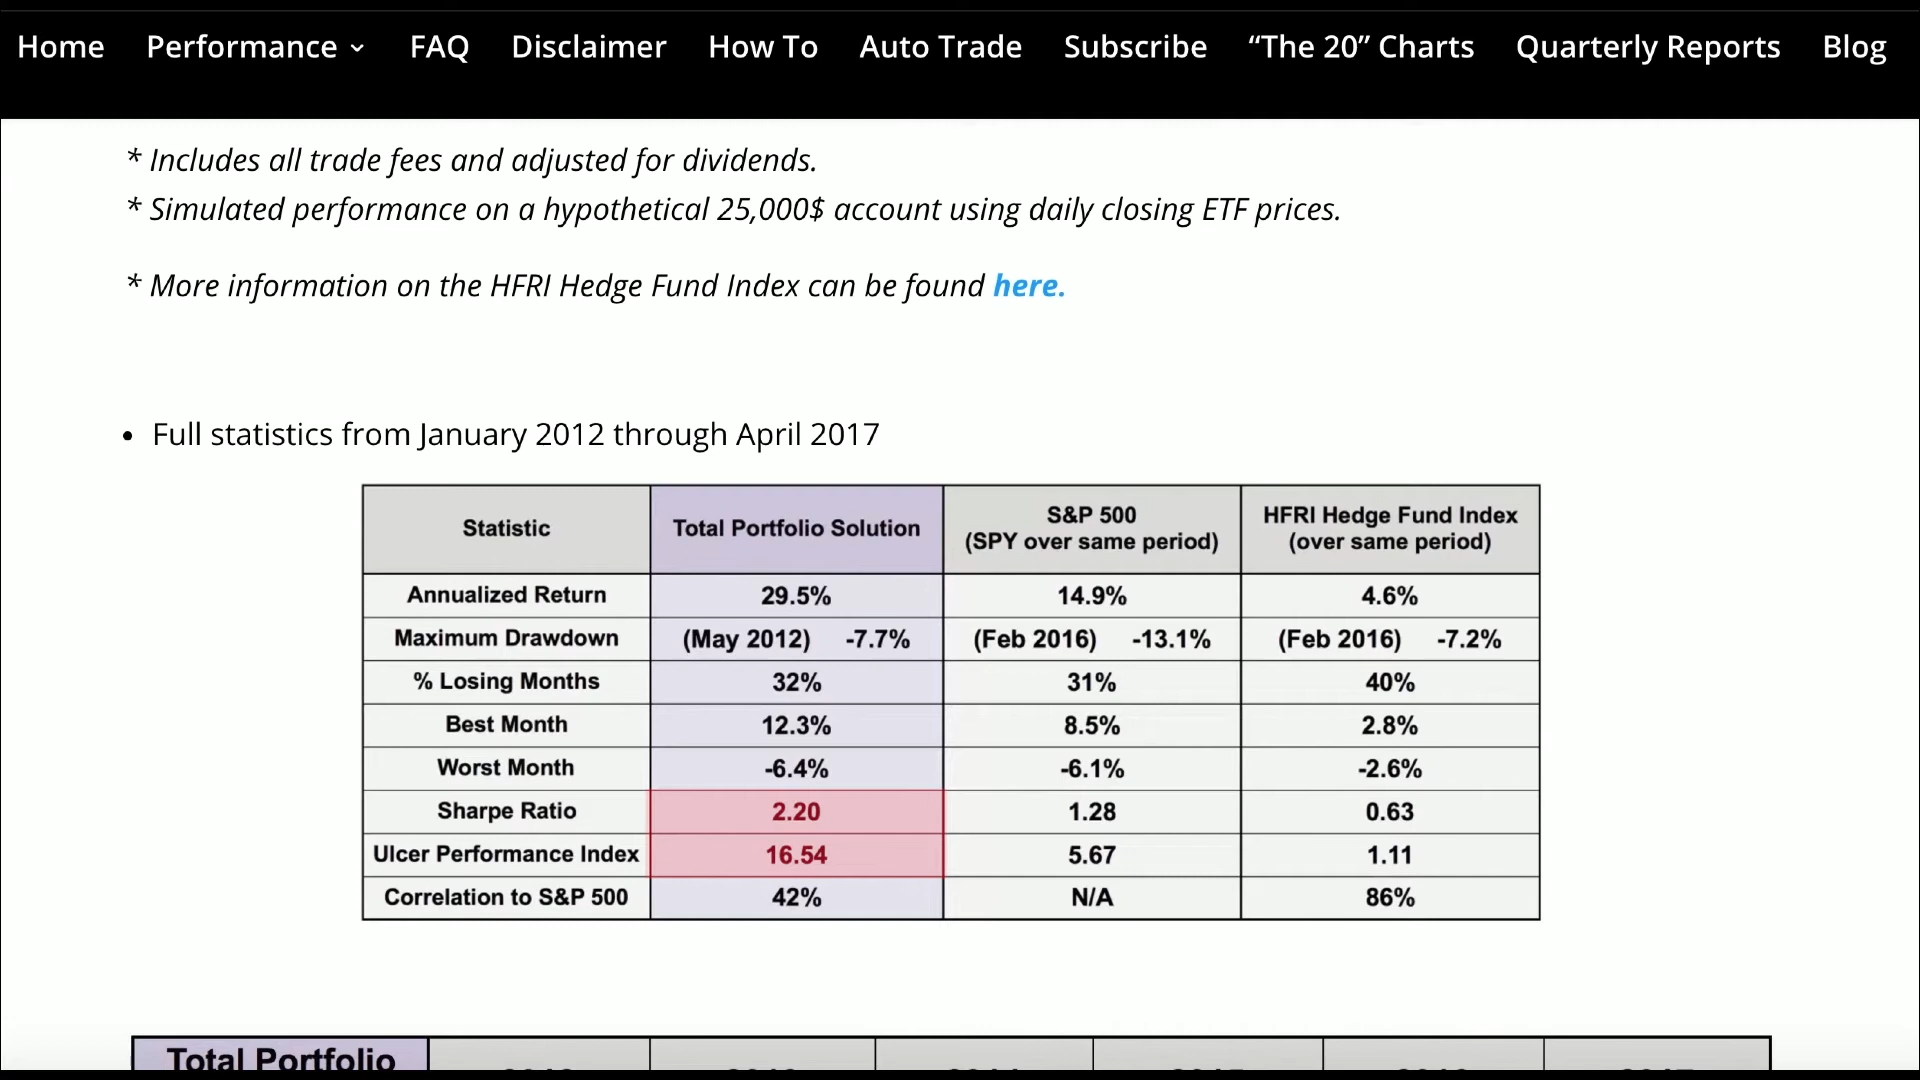 Home Performance FAQ Disclaimer How To Auto Trade Subscribe “The 20” Charts Quarterly Reports Blog
* Includes all trade fees and adjusted for dividends.
* Simulated performance on a hypothetical 25,000$ account using daily closing ETF prices.
* More information on the HFRI Hedge Fund Index can be found here.
• Full statistics from January 2012 through April 2017
Statistic Total Portfolio Solution S&P 500 (SPY over same period) HFRI Hedge Fund Index (over same period)
Annualized Return 29.5% 14.9% 4.6%
Maximum Drawdown (May 2012) -7.7% (Feb 2016) -13.1% (Feb 2016) -7.2%
% Losing Months 32% 31% 40%
Best Month 12.3% 8.5% 2.8%
Worst Month -6.4% -6.1% -2.6%
Sharpe Ratio 2.20 1.28 0.63
Ulcer Performance Index 16.54 5.67 1.11
Correlation to S&P 500 42% N/A 86%
Total Portfolio